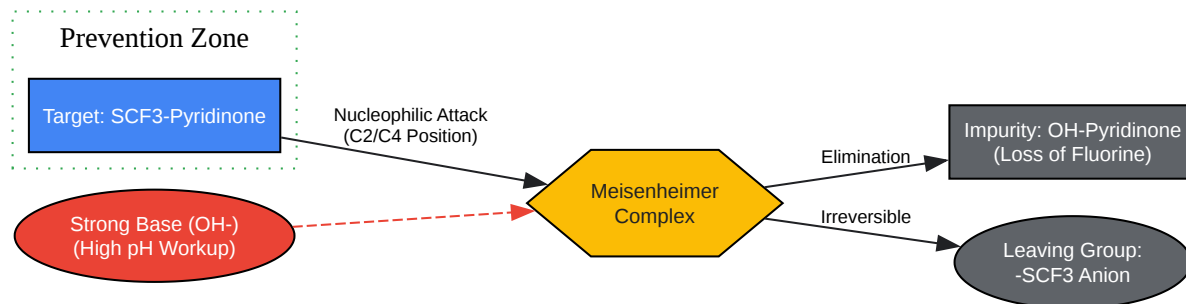 Prevention Zone
Target: SCF3-Pyridinone
Strong Base (OH-)
(High pH Workup)
Nucleophilic Attack
(C2/C4 Position)
Meisenheimer
Complex
Elimination
Irreversible
Impurity: OH-Pyridinone
(Loss of Fluorine)
Leaving Group:
-SCF3 Anion